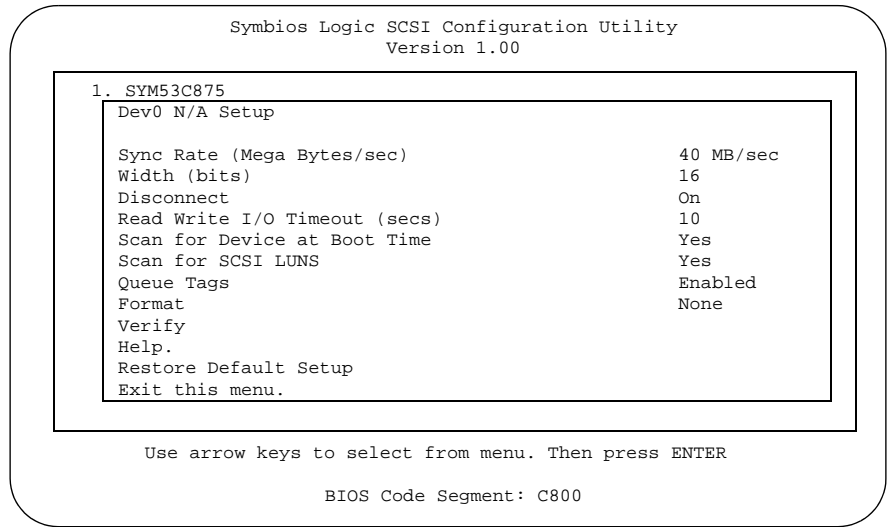 Symbios Logic SCSI Configuration Utility
Version 1.00
1. SYM53C875
Dev0 N/A Setup
Sync Rate (Mega Bytes/sec) 40 MB/sec
Width (bits) 16
Disconnect On
Read Write I/O Timeout (secs) 10
Scan for Device at Boot Time Yes
Scan for SCSI LUNS Yes
Queue Tags Enabled
Format None
Verify
Help.
Restore Default Setup
Exit this menu.
Use arrow keys to select from menu. Then press ENTER
BIOS Code Segment: C800